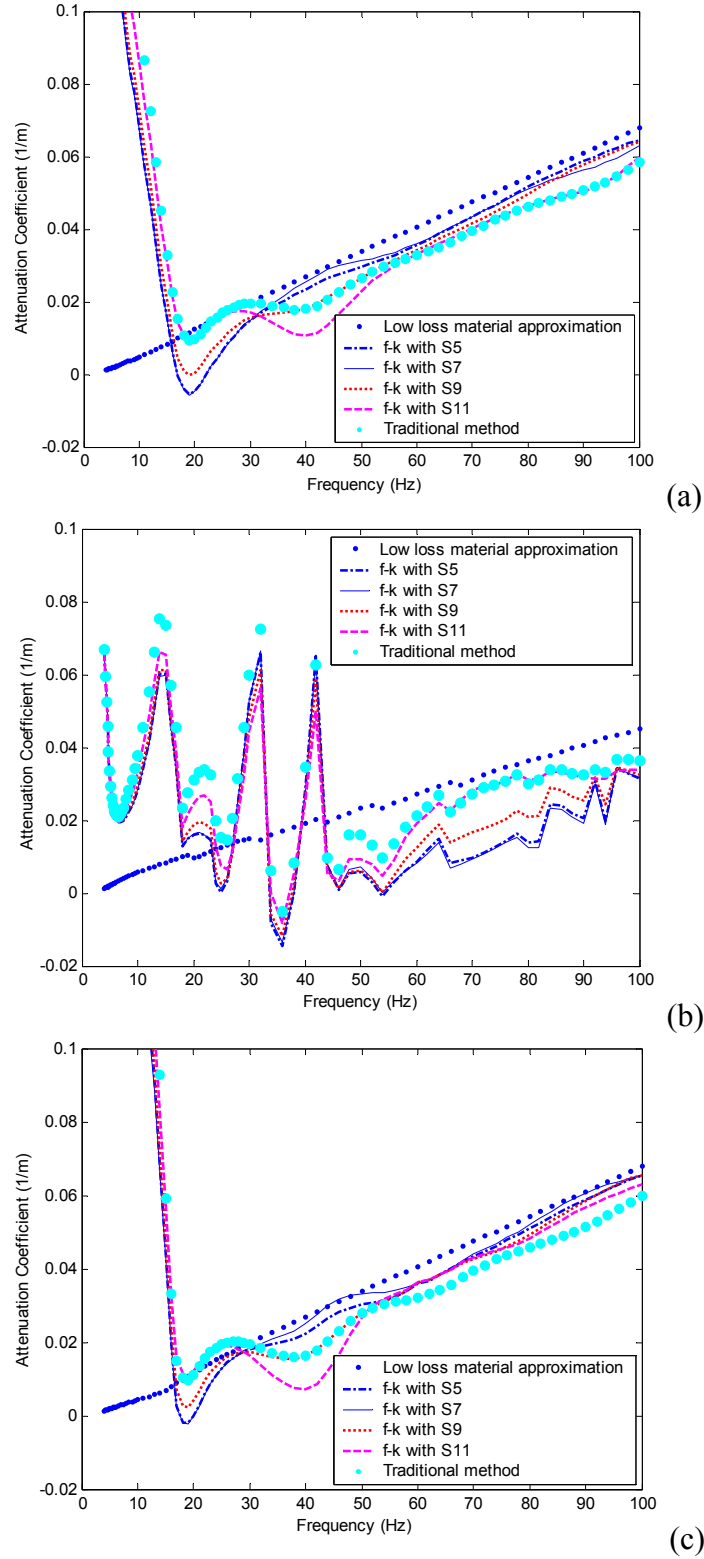 0.1
0.08
0.06
0.04
0.02
0
-0.02
Attenuation Coefficient (1/m)
0 10 20 30 40 50 60 70 80 90 100
Frequency (Hz)
Low loss material approximation
f-k with S5
f-k with S7
f-k with S9
f-k with S11
Traditional method
(a)
0.1
0.08
0.06
0.04
0.02
0
-0.02
Attenuation Coefficient (1/m)
0 10 20 30 40 50 60 70 80 90 100
Frequency (Hz)
Low loss material approximation
f-k with S5
f-k with S7
f-k with S9
f-k with S11
Traditional method
(b)
0.1
0.08
0.06
0.04
0.02
0
-0.02
Attenuation Coefficient (1/m)
0 10 20 30 40 50 60 70 80 90 100
Frequency (Hz)
Low loss material approximation
f-k with S5
f-k with S7
f-k with S9
f-k with S11
Traditional method
(c)